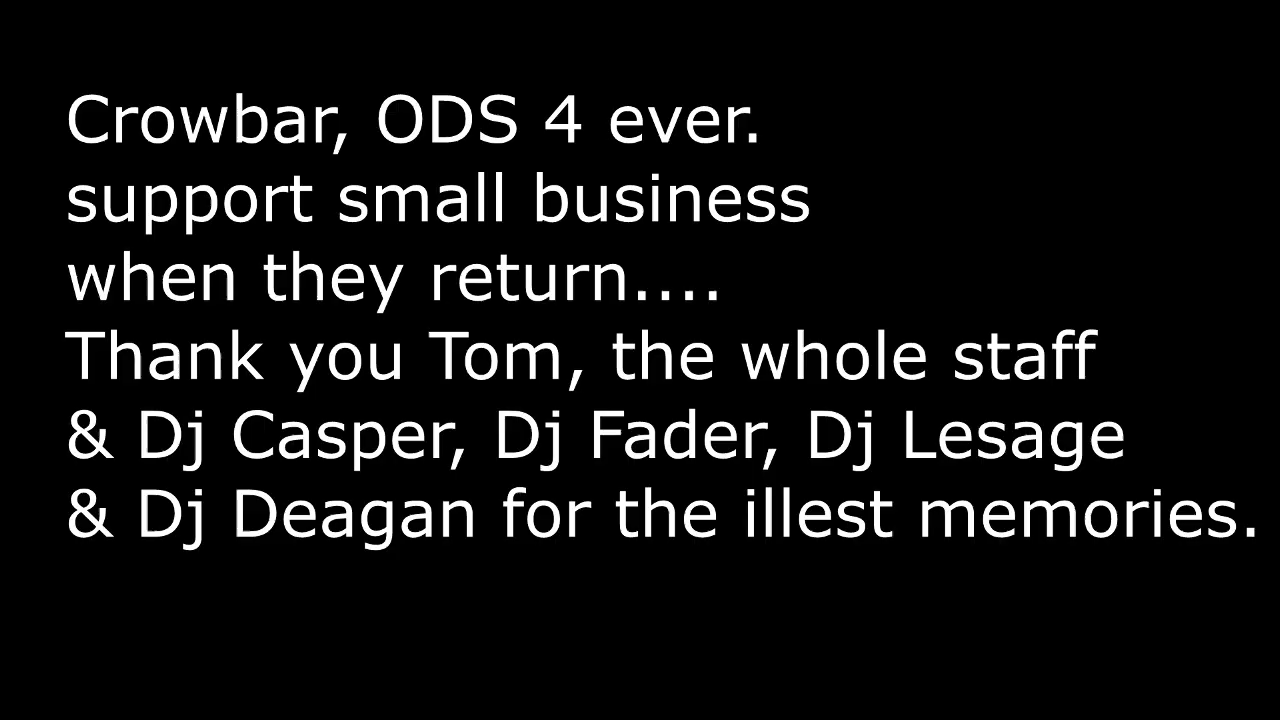 Crowbar, ODS 4 ever.
support small business
when they return....
Thank you Tom, the whole staff
& Dj Casper, Dj Fader, Dj Lesage
& Dj Deagan for the illest memories.